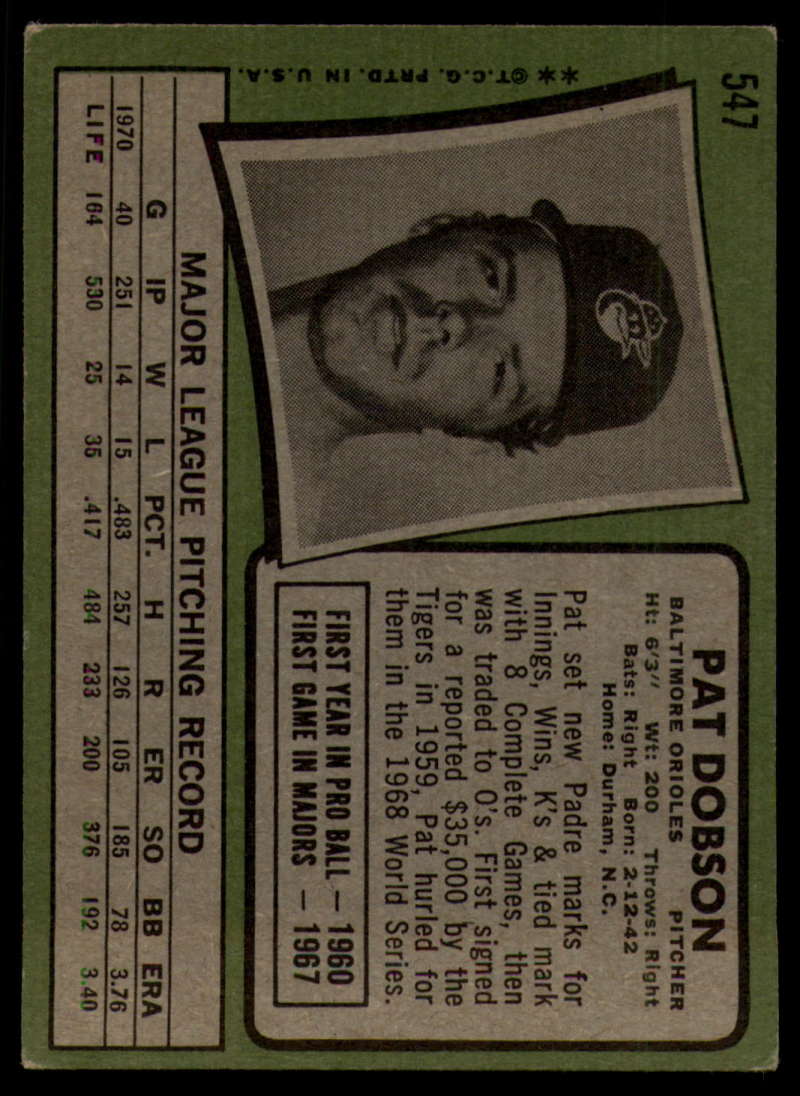 547
**©T.C.G. PRTD. IN U.S.A.
PAT DOBSON
BALTIMORE ORIOLES PITCHER
Ht: 6'3" Wt: 200 Throws: Right
Bats: Right Born: 2-12-42
Home: Durham, N.C.
Pat set new Padre marks for
Innings, Wins, K's & tied mark
with 8 Complete Games, then
was traded to O's. First signed
for a reported $35,000 by the
Tigers in 1959, Pat hurled for
them in the 1968 World Series.
FIRST YEAR IN PRO BALL — 1960
FIRST GAME IN MAJORS — 1967
MAJOR LEAGUE PITCHING RECORD
G IP W L PCT. H R ER SO BB ERA
1970 40 251 14 15 .483 257 126 105 185 78 3.76
LIFE 164 530 25 35 .417 484 233 200 376 192 3.40